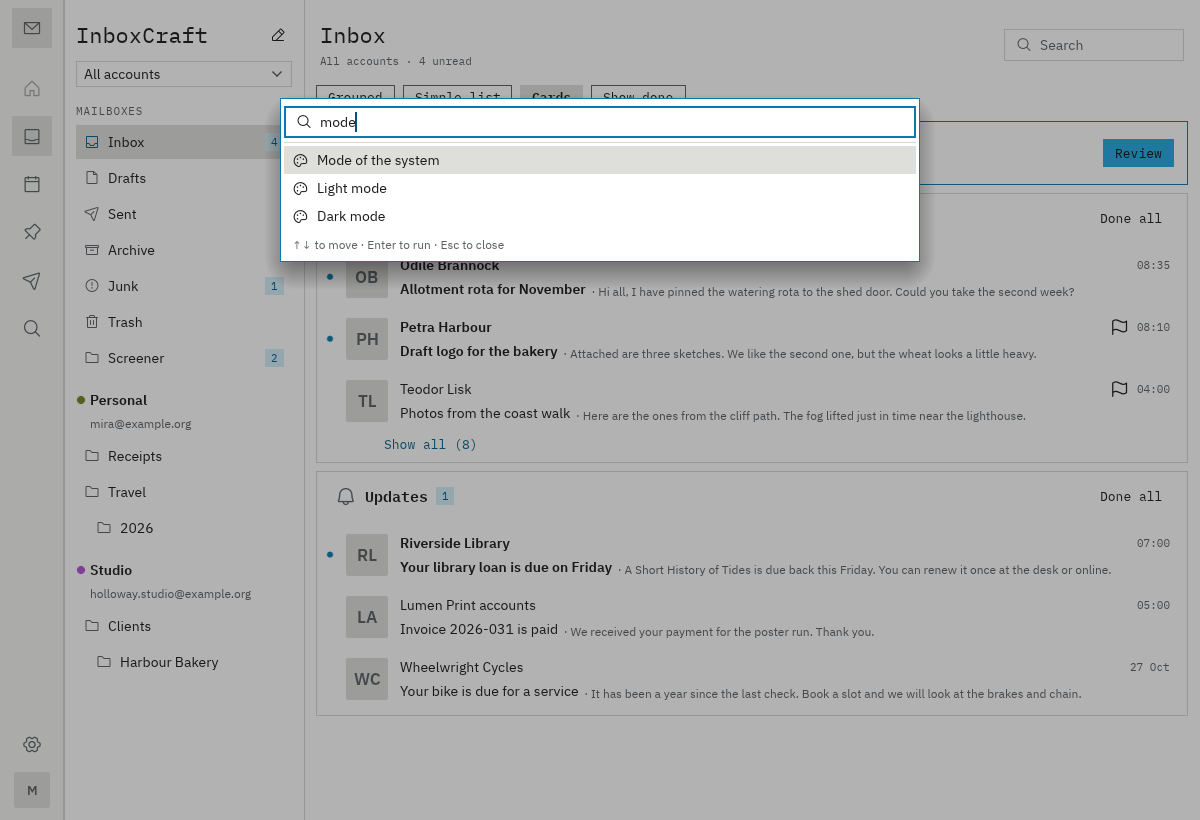 InboxCraft
All accounts
MAILBOXES
Inbox 4
Drafts
Sent
Archive
Junk 1
Trash
Screener 2
Personal
mira@example.org
Receipts
Travel
2026
Studio
holloway.studio@example.org
Clients
Harbour Bakery
M
Inbox
All accounts · 4 unread
Search
Grouped Simple list Cards Show done
mode
Mode of the system
Light mode
Dark mode
↑↓ to move · Enter to run · Esc to close
Review
Done all
OB Odile Brannock 08:35
Allotment rota for November · Hi all, I have pinned the watering rota to the shed door. Could you take the second week?
PH Petra Harbour 08:10
Draft logo for the bakery · Attached are three sketches. We like the second one, but the wheat looks a little heavy.
TL Teodor Lisk 04:00
Photos from the coast walk · Here are the ones from the cliff path. The fog lifted just in time near the lighthouse.
Show all (8)
Updates 1 Done all
RL Riverside Library 07:00
Your library loan is due on Friday · A Short History of Tides is due back this Friday. You can renew it once at the desk or online.
LA Lumen Print accounts 05:00
Invoice 2026-031 is paid · We received your payment for the poster run. Thank you.
WC Wheelwright Cycles 27 Oct
Your bike is due for a service · It has been a year since the last check. Book a slot and we will look at the brakes and chain.